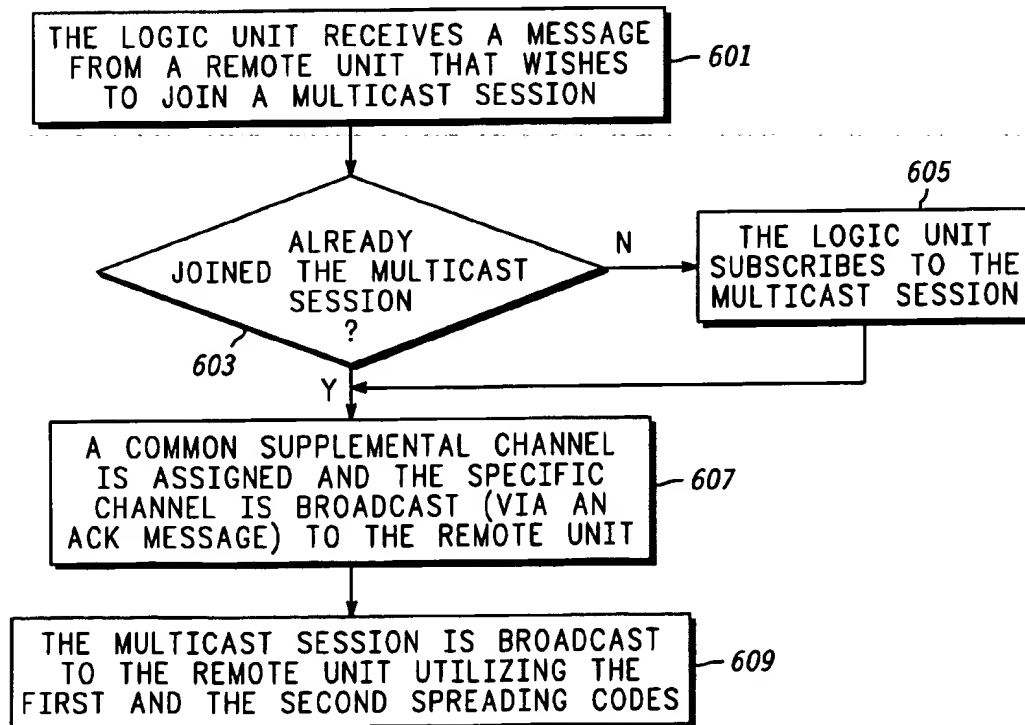 THE LOGIC UNIT RECEIVES A MESSAGE
FROM A REMOTE UNIT THAT WISHES
TO JOIN A MULTICAST SESSION
601
ALREADY
JOINED THE MULTICAST
SESSION
?
603
N
605
THE LOGIC UNIT
SUBSCRIBES TO THE
MULTICAST SESSION
Y
A COMMON SUPPLEMENTAL CHANNEL
IS ASSIGNED AND THE SPECIFIC
CHANNEL IS BROADCAST (VIA AN
ACK MESSAGE) TO THE REMOTE UNIT
607
THE MULTICAST SESSION IS BROADCAST
TO THE REMOTE UNIT UTILIZING THE
FIRST AND THE SECOND SPREADING CODES
609